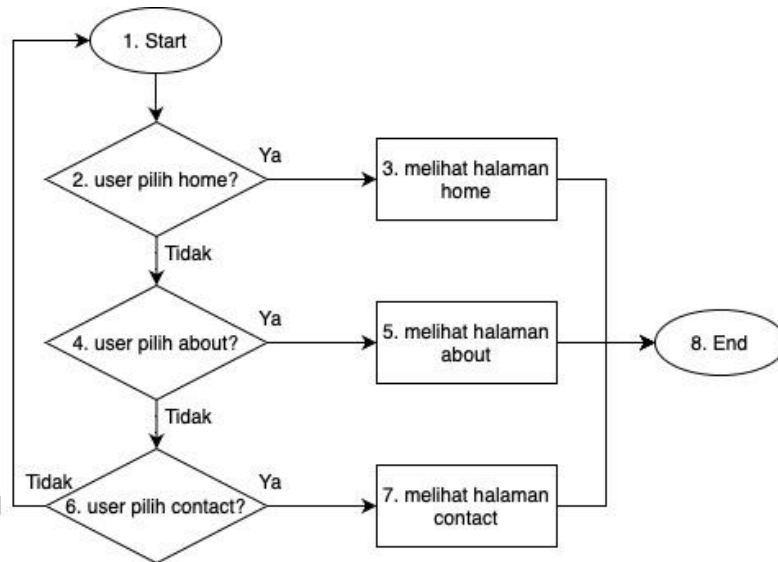 1. Start
Ya
2. user pilih home?
3. melihat halaman
home
Tidak
Ya
4. user pilih about?
5. melihat halaman
about
8. End
Tidak
Tidak
Ya
6. user pilih contact?
7. melihat halaman
contact